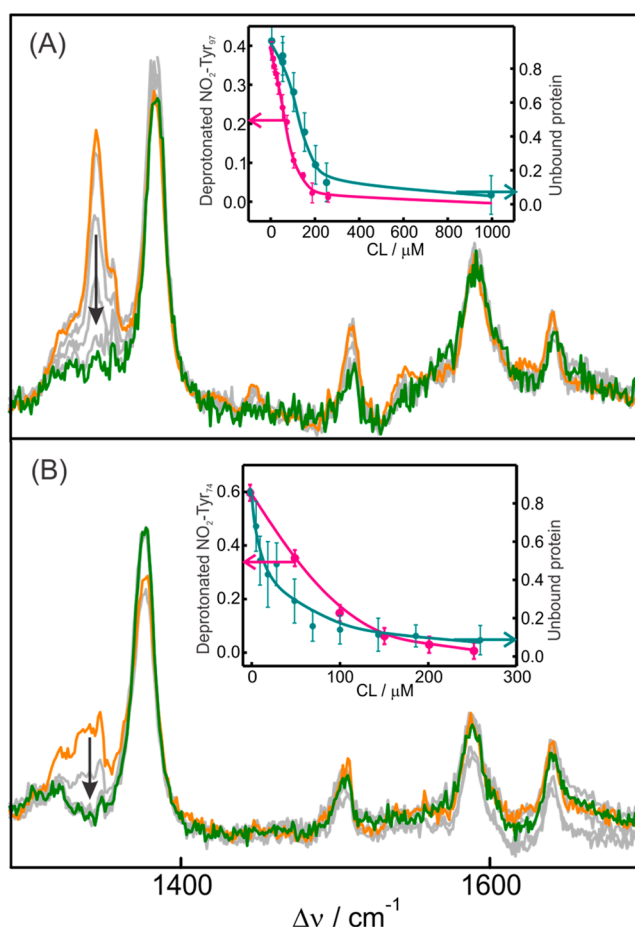 (A)
0.4
0.3
0.2
0.1
0.0
Deprotonated NO₂-Tyr₉₇
0.8
0.6
0.4
0.2
0.0
Unbound protein
0 200 400 600 800 1000
CL / μM
(B)
0.6
0.4
0.2
0.0
Deprotonated NO₂-Tyr₇₄
0.8
0.6
0.4
0.2
0.0
Unbound protein
0 100 200 300
CL / μM
1400 1600
Δν / cm⁻¹